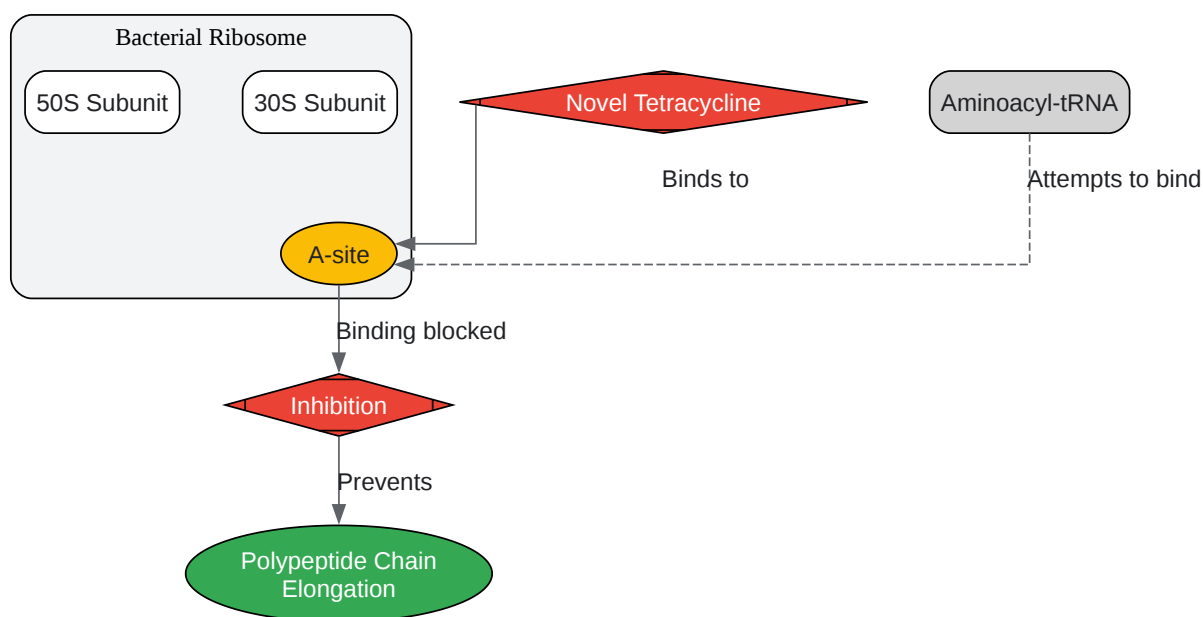 Bacterial Ribosome
50S Subunit
30S Subunit
Novel Tetracycline
Aminoacyl-tRNA
Binds to
Attempts to bind
A-site
Binding blocked
Inhibition
Prevents
Polypeptide Chain
Elongation